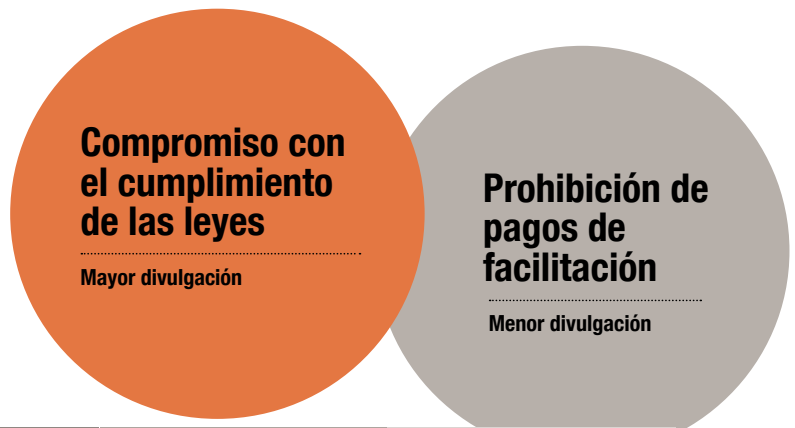 Compromiso con
el cumplimiento
de las leyes
Mayor divulgación
Prohibición de
pagos de
facilitación
Menor divulgación